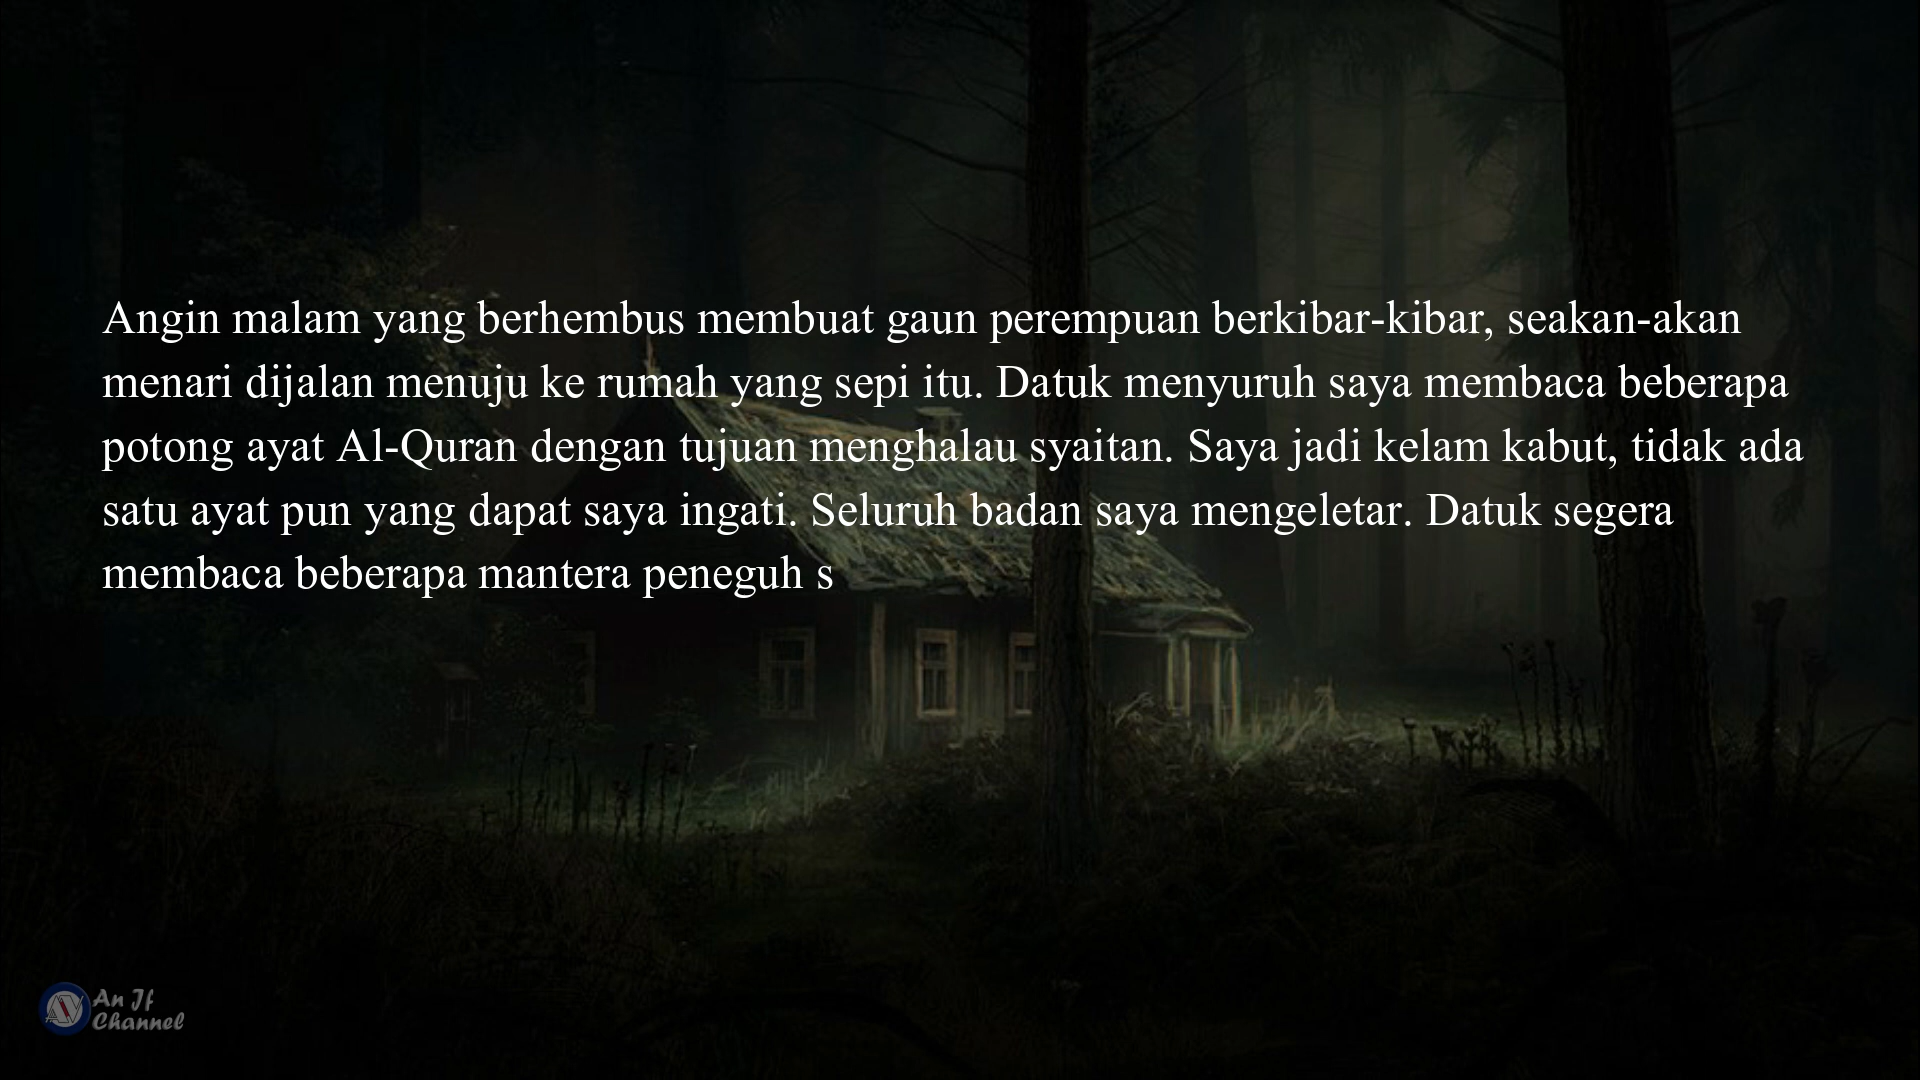 Angin malam yang berhembus membuat gaun perempuan berkibar-kibar, seakan-akan
menari dijalan menuju ke rumah yang sepi itu. Datuk menyuruh saya membaca beberapa
potong ayat Al-Quran dengan tujuan menghalau syaitan. Saya jadi kelam kabut, tidak ada
satu ayat pun yang dapat saya ingati. Seluruh badan saya mengeletar. Datuk segera
membaca beberapa mantera peneguh s
An If
Channel